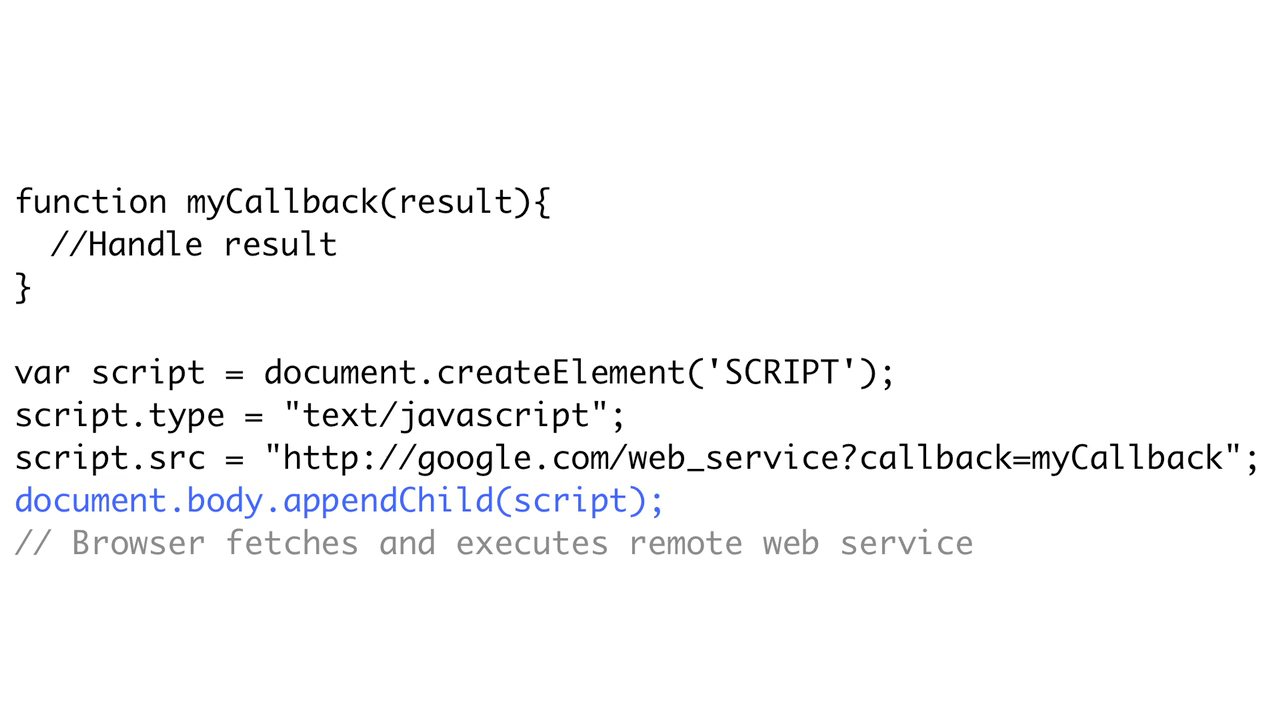 function myCallback(result){
  //Handle result
}

var script = document.createElement('SCRIPT');
script.type = "text/javascript";
script.src = "http://google.com/web_service?callback=myCallback";
document.body.appendChild(script);
// Browser fetches and executes remote web service